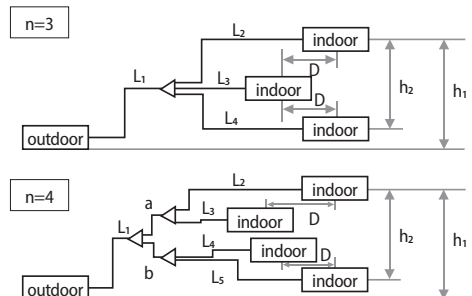 n=3
L2
indoor
L1
L3
indoor
D
D
h2
h1
L4
outdoor
indoor
n=4
a
L2
indoor
L3
L1
indoor
D
h2
h1
L4
indoor
D
b
L5
outdoor
indoor